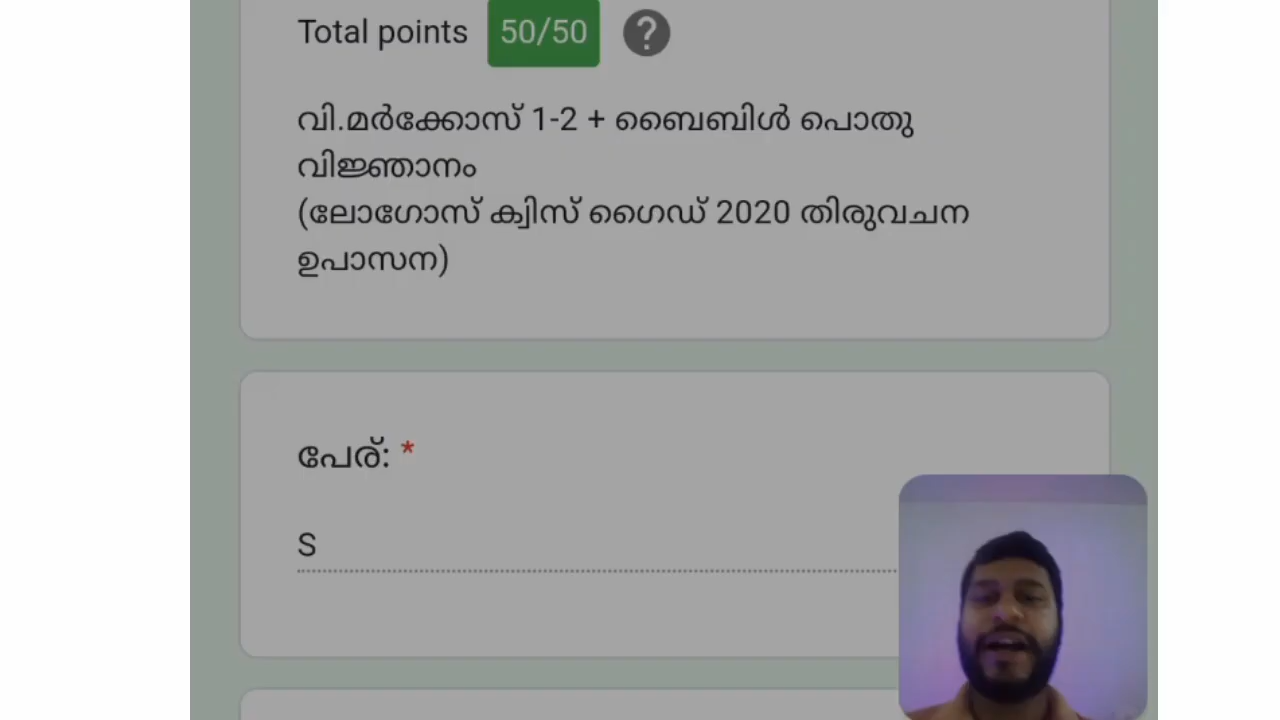 Total points 50/50 ?
വി.മർക്കോസ് 1-2 + ബൈബിൾ പൊതു
വിജ്ഞാനം
(ലോഗോസ് ക്വിസ് ഗൈഡ് 2020 തിരുവചന
ഉപാസന)
പേര്: *
S